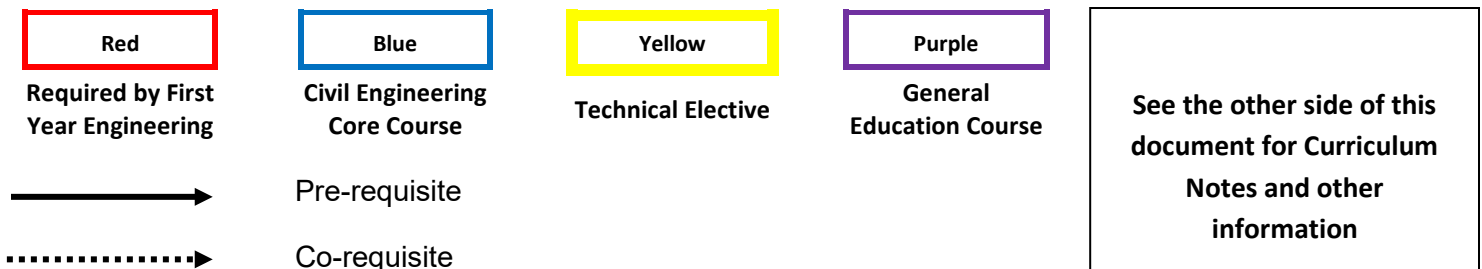 Red
Blue
Yellow
Purple
Required by First
Year Engineering
Civil Engineering
Core Course
Technical Elective
General
Education Course
Pre-requisite
Co-requisite
See the other side of this
document for Curriculum
Notes and other
information